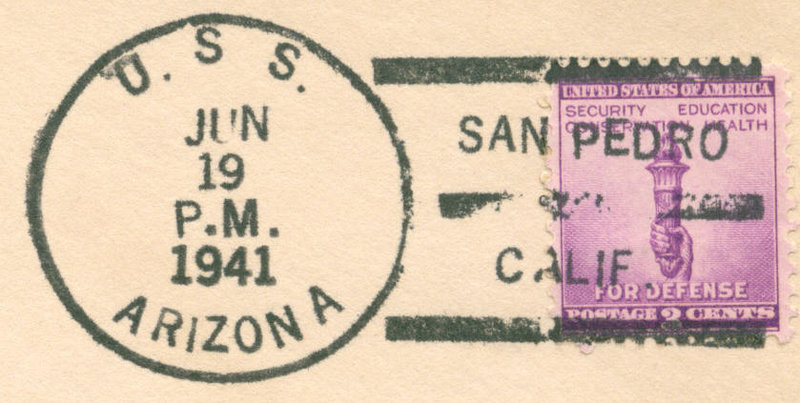 U.S.S.
JUN
19
P.M.
1941
ARIZONA
SAN PEDRO
CALIF.
UNITED STATES OF AMERICA
SECURITY EDUCATION
CONSERVATION HEALTH
FOR DEFENSE
POSTAGE 2 CENTS